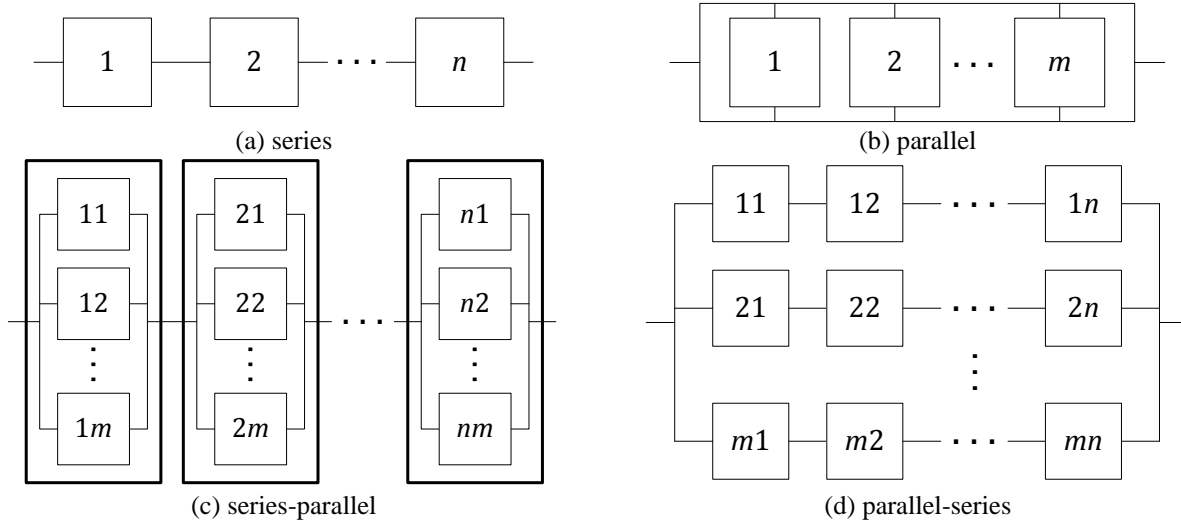 1 2 · · · n
(a) series
1 2 · · · m
(b) parallel
11 21 · · · n1
12 22 n2
⋮ ⋮ ⋮
1m 2m nm
(c) series-parallel
11 12 · · · 1n
21 22 · · · 2n
⋮
m1 m2 · · · mn
(d) parallel-series